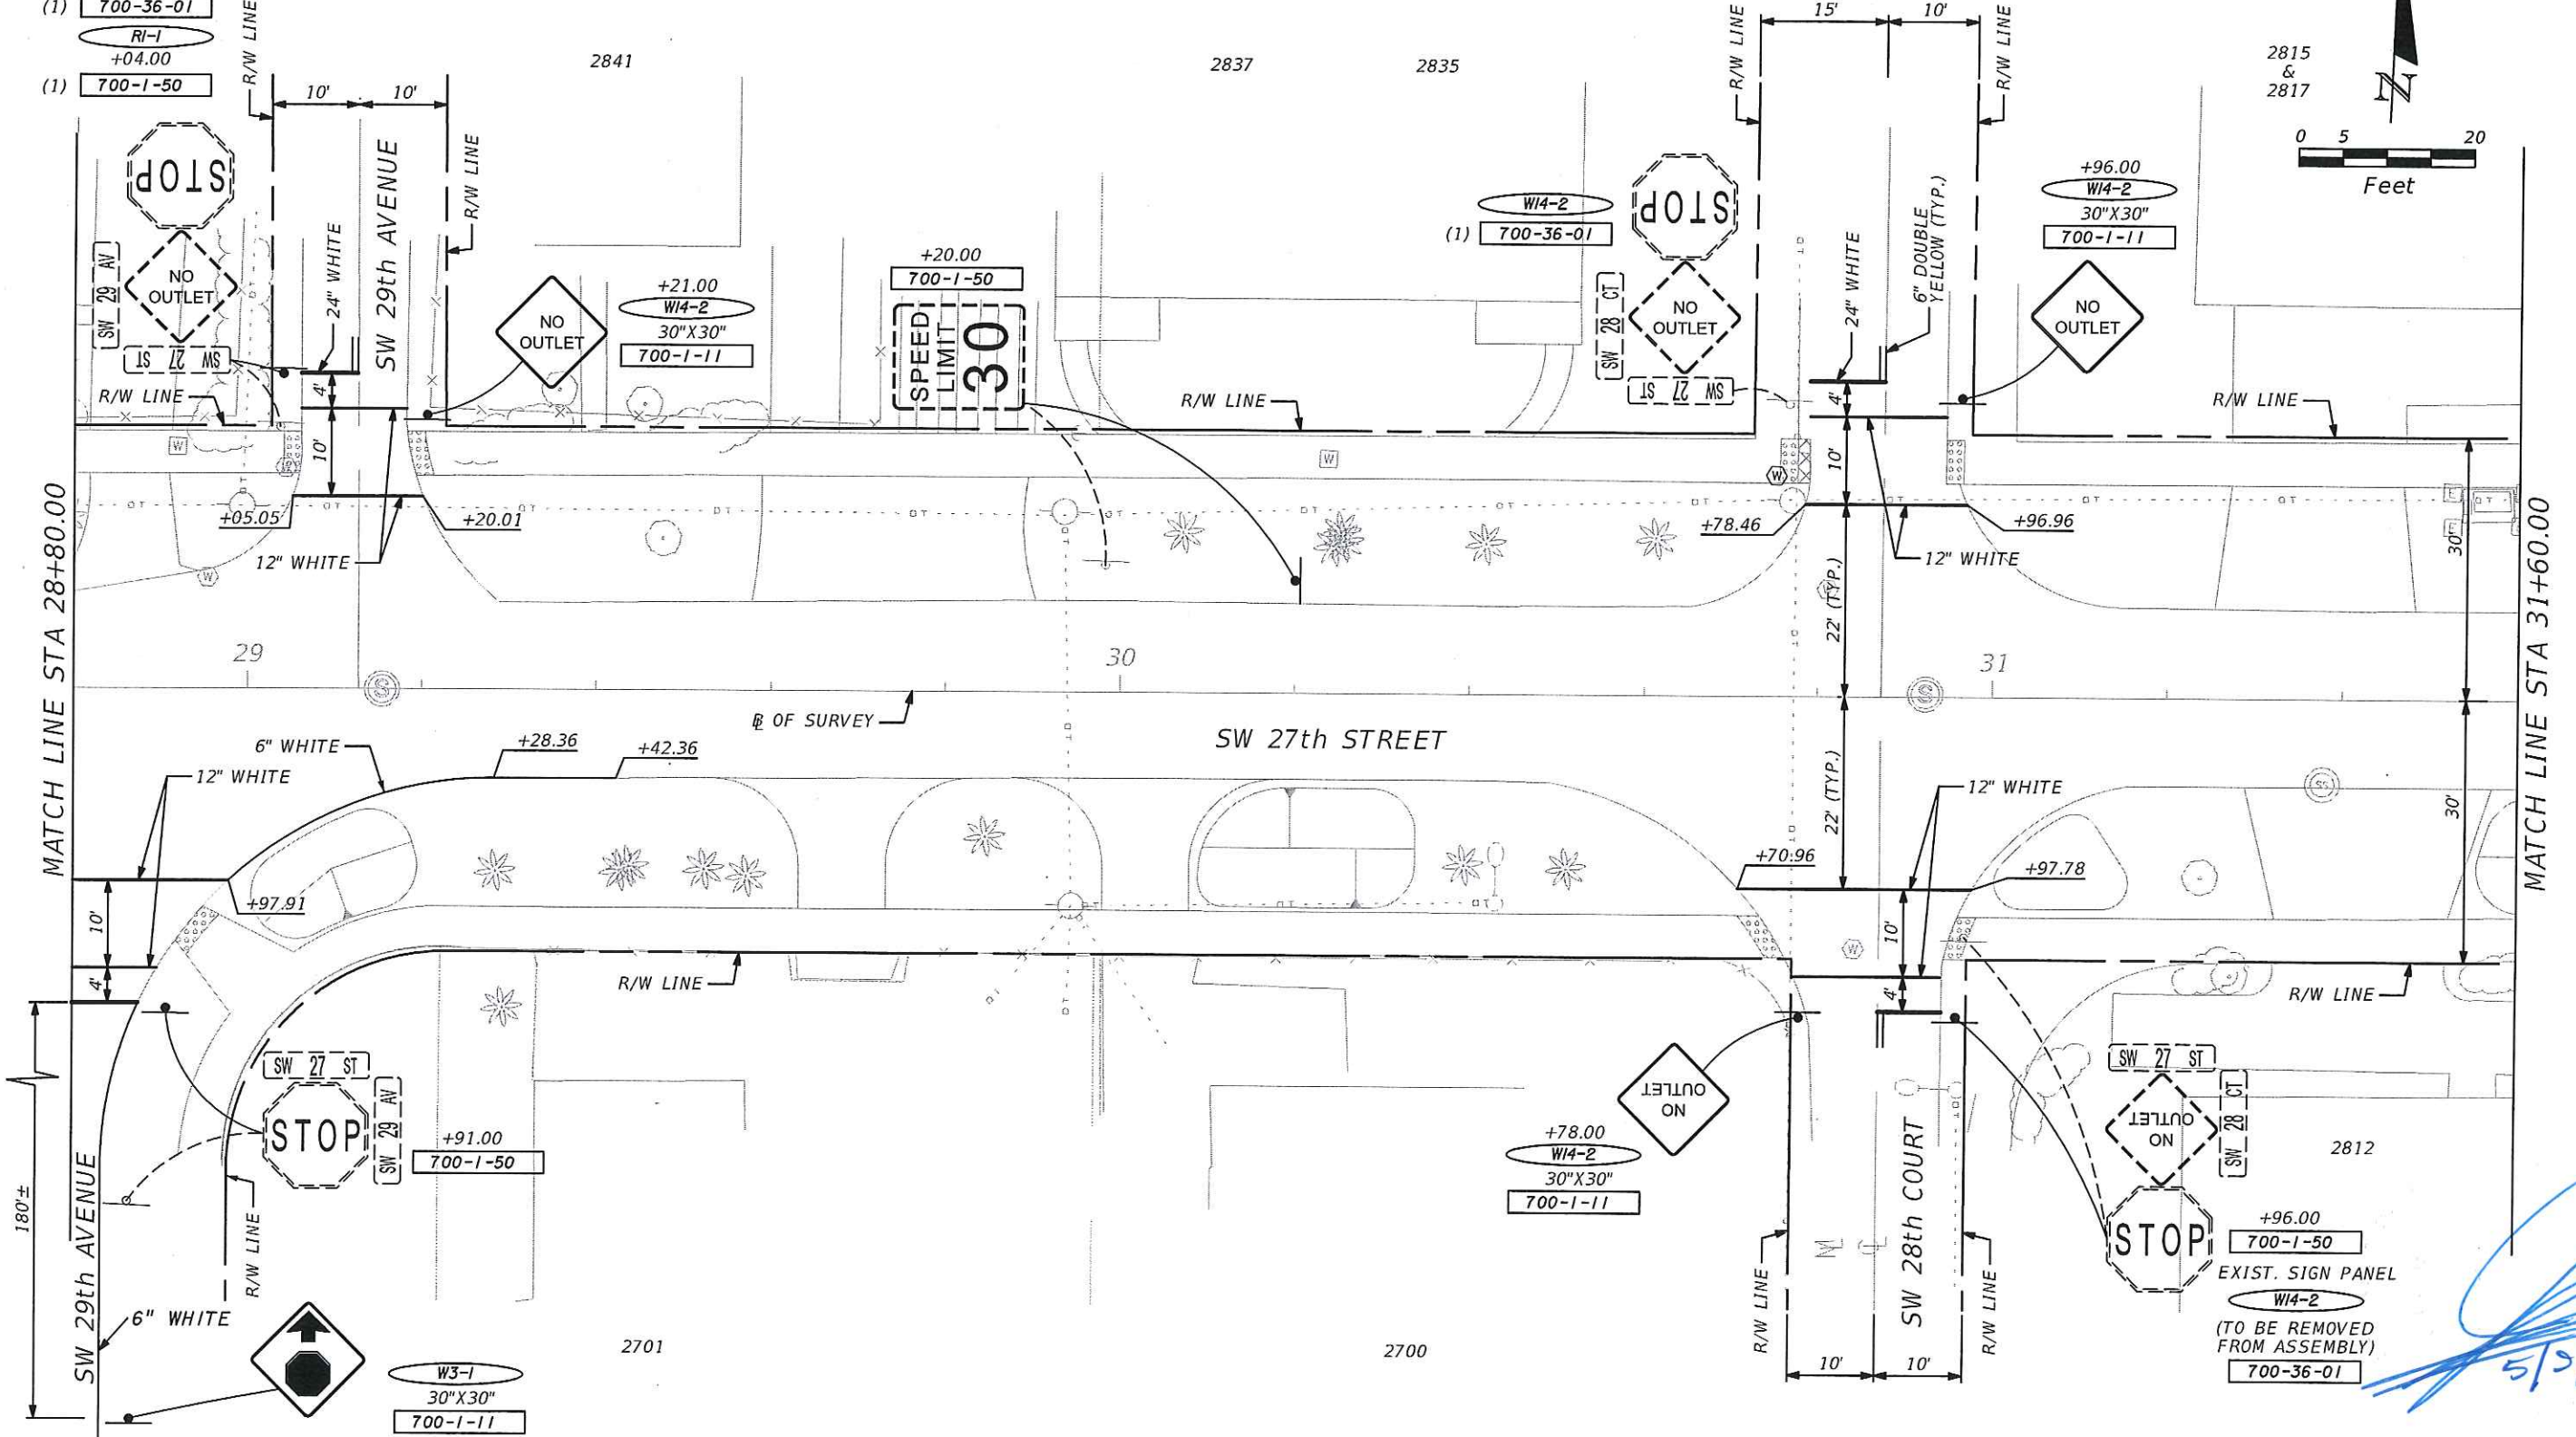 (1) 700-36-01
R1-1
+04.00
(1) 700-1-50
R/W LINE
10' 10'
2841
2837
2835
R/W LINE
15' 10'
R/W LINE
2815
&
2817
N
0 5 20
Feet
STOP
NO
OUTLET
SW 29 AV
SW 27 ST
24" WHITE
SW 29th AVENUE
R/W LINE
R/W LINE
4'
10'
NO
OUTLET
+21.00
W14-2
30"X30"
700-1-11
+20.00
700-1-50
SPEED
LIMIT
30
R/W LINE
W14-2
(1) 700-36-01
STOP
NO
OUTLET
SW 28 CT
SW 27 ST
24" WHITE
6" DOUBLE
YELLOW (TYP.)
4'
10'
+96.00
W14-2
30"X30"
700-1-11
NO
OUTLET
R/W LINE
W
W
W
W
+05.05
+20.01
12" WHITE
+78.46
+96.96
12" WHITE
22' (TYP.)
30'
E
E
OT OT OT OT OT OT OT OT OT OT OT
MATCH LINE STA 28+80.00
MATCH LINE STA 31+60.00
29
30
31
S
S
℄ OF SURVEY
SW 27th STREET
6" WHITE
12" WHITE
+28.36
+42.36
+97.91
10'
4'
22' (TYP.)
+70.96
12" WHITE
+97.78
SS
30'
10'
4'
W
R/W LINE
R/W LINE
180'±
SW 29th AVENUE
R/W LINE
SW 27 ST
STOP
SW 29 AV
+91.00
700-1-50
6" WHITE
W3-1
30"X30"
700-1-11
2701
2700
NO
OUTLET
+78.00
W14-2
30"X30"
700-1-11
R/W LINE
SW 28th COURT
R/W LINE
10' 10'
SW 27 ST
NO
OUTLET
SW 28 CT
STOP
2812
+96.00
700-1-50
EXIST. SIGN PANEL
W14-2
(TO BE REMOVED
FROM ASSEMBLY)
700-36-01